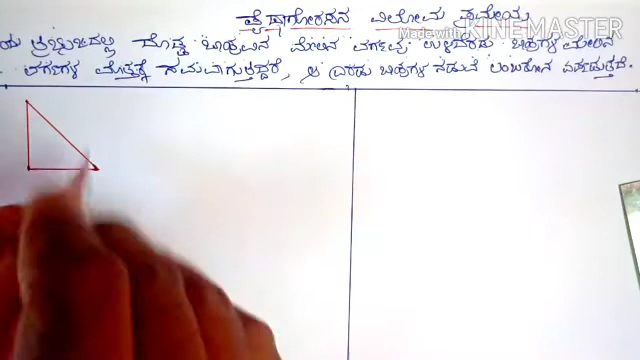 ಪೈಥಾಗೋರಸನ ವಿಲೋಮ ಪ್ರಮೇಯ
Made with KINEMASTER
ತ್ರಿಭುಜದಲ್ಲಿ ದೊಡ್ಡ ಬಾಹುವಿನ ಮೇಲಿನ ವರ್ಗವು ಉಳಿದೆರಡು ಬಾಹುಗಳ ಮೇಲಿನ
ವರ್ಗಗಳ ಮೊತ್ತಕ್ಕೆ ಸಮವಾಗುತ್ತಿದ್ದರೆ, ಆ ಎರಡು ಬಾಹುಗಳ ನಡುವೆ ಲಂಬಕೋನ ಏರ್ಪಡುತ್ತದೆ.